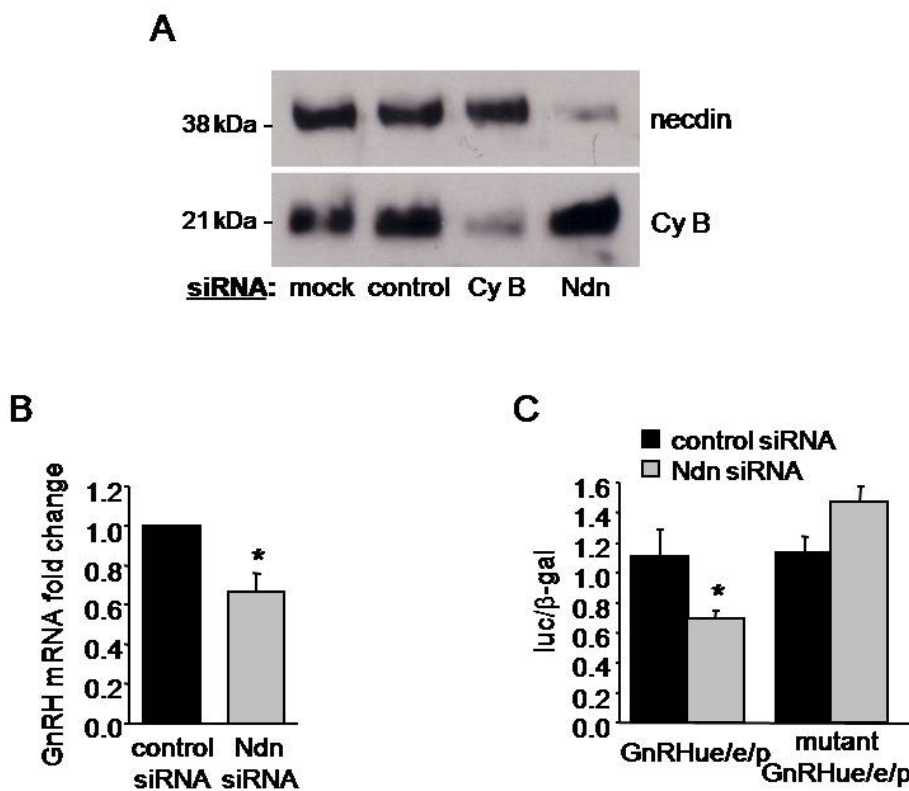 A
38 kDa -
necdin
21 kDa -
Cy B
siRNA: mock control Cy B Ndn
B
GnRH mRNA fold change
1.2
1.0
0.8
0.6
0.4
0.2
0.0
*
control siRNA
Ndn siRNA
C
control siRNA
Ndn siRNA
luc/β-gal
1.6
1.4
1.2
1.0
0.8
0.6
0.4
0.2
0.0
*
GnRHue/e/p
mutant
GnRHue/e/p